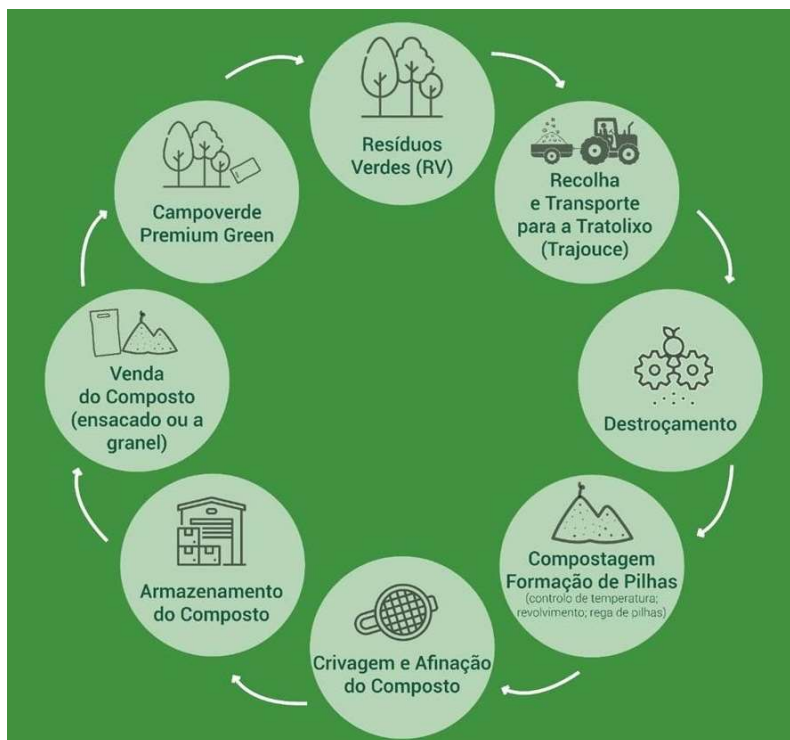 Resíduos
Verdes (RV)
Recolha
e Transporte
para a Tratolixo
(Trajouce)
Destroçamento
Compostagem
Formação de Pilhas
(controlo de temperatura;
revolvimento; rega de pilhas)
Crivagem e Afinação
do Composto
Armazenamento
do Composto
Venda
do Composto
(ensacado ou a
granel)
Campoverde
Premium Green